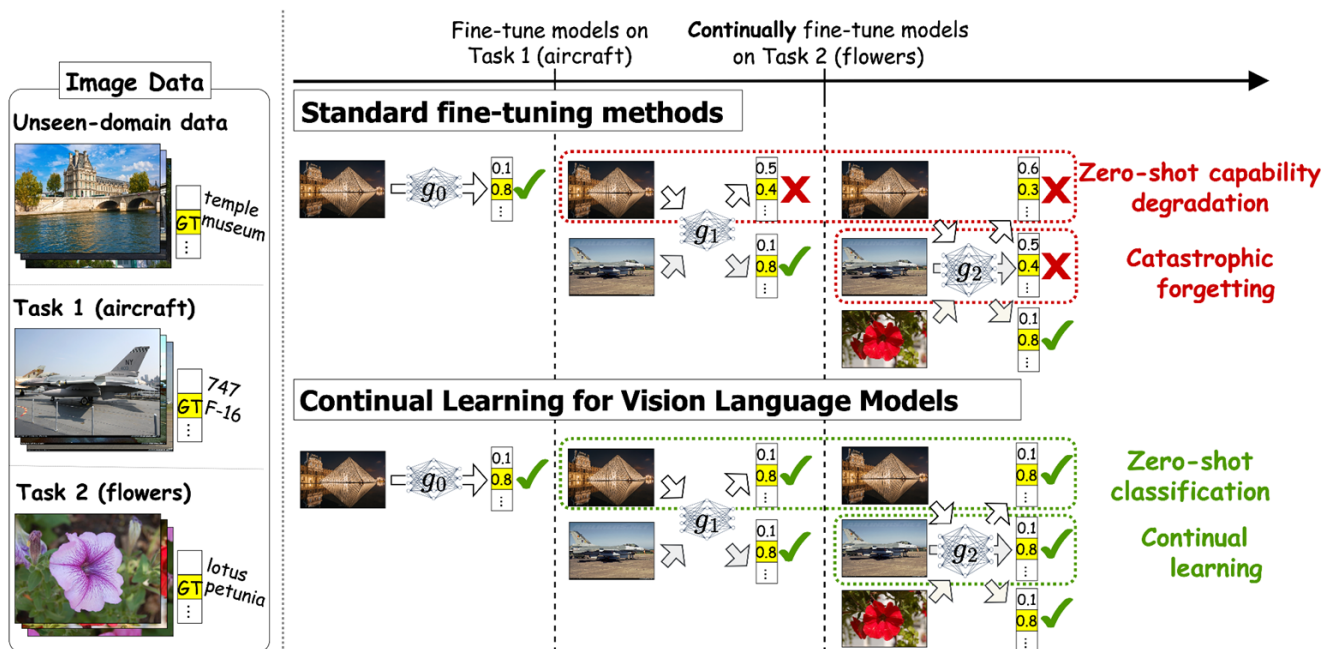 Fine-tune models on
Task 1 (aircraft)
Continually fine-tune models
on Task 2 (flowers)
Image Data
Unseen-domain data
temple
GT museum
⋮
Task 1 (aircraft)
747
GT F-16
⋮
Task 2 (flowers)
lotus
GT petunia
⋮
Standard fine-tuning methods
g0
0.1
0.8
⋮
g1
0.5
0.4
⋮
0.1
0.8
⋮
g2
0.6
0.3
⋮
0.5
0.4
⋮
0.1
0.8
⋮
Zero-shot capability
degradation
Catastrophic
forgetting
Continual Learning for Vision Language Models
g0
0.1
0.8
⋮
g1
0.1
0.8
⋮
0.1
0.8
⋮
g2
0.1
0.8
⋮
0.1
0.8
⋮
0.1
0.8
⋮
Zero-shot
classification
Continual
learning